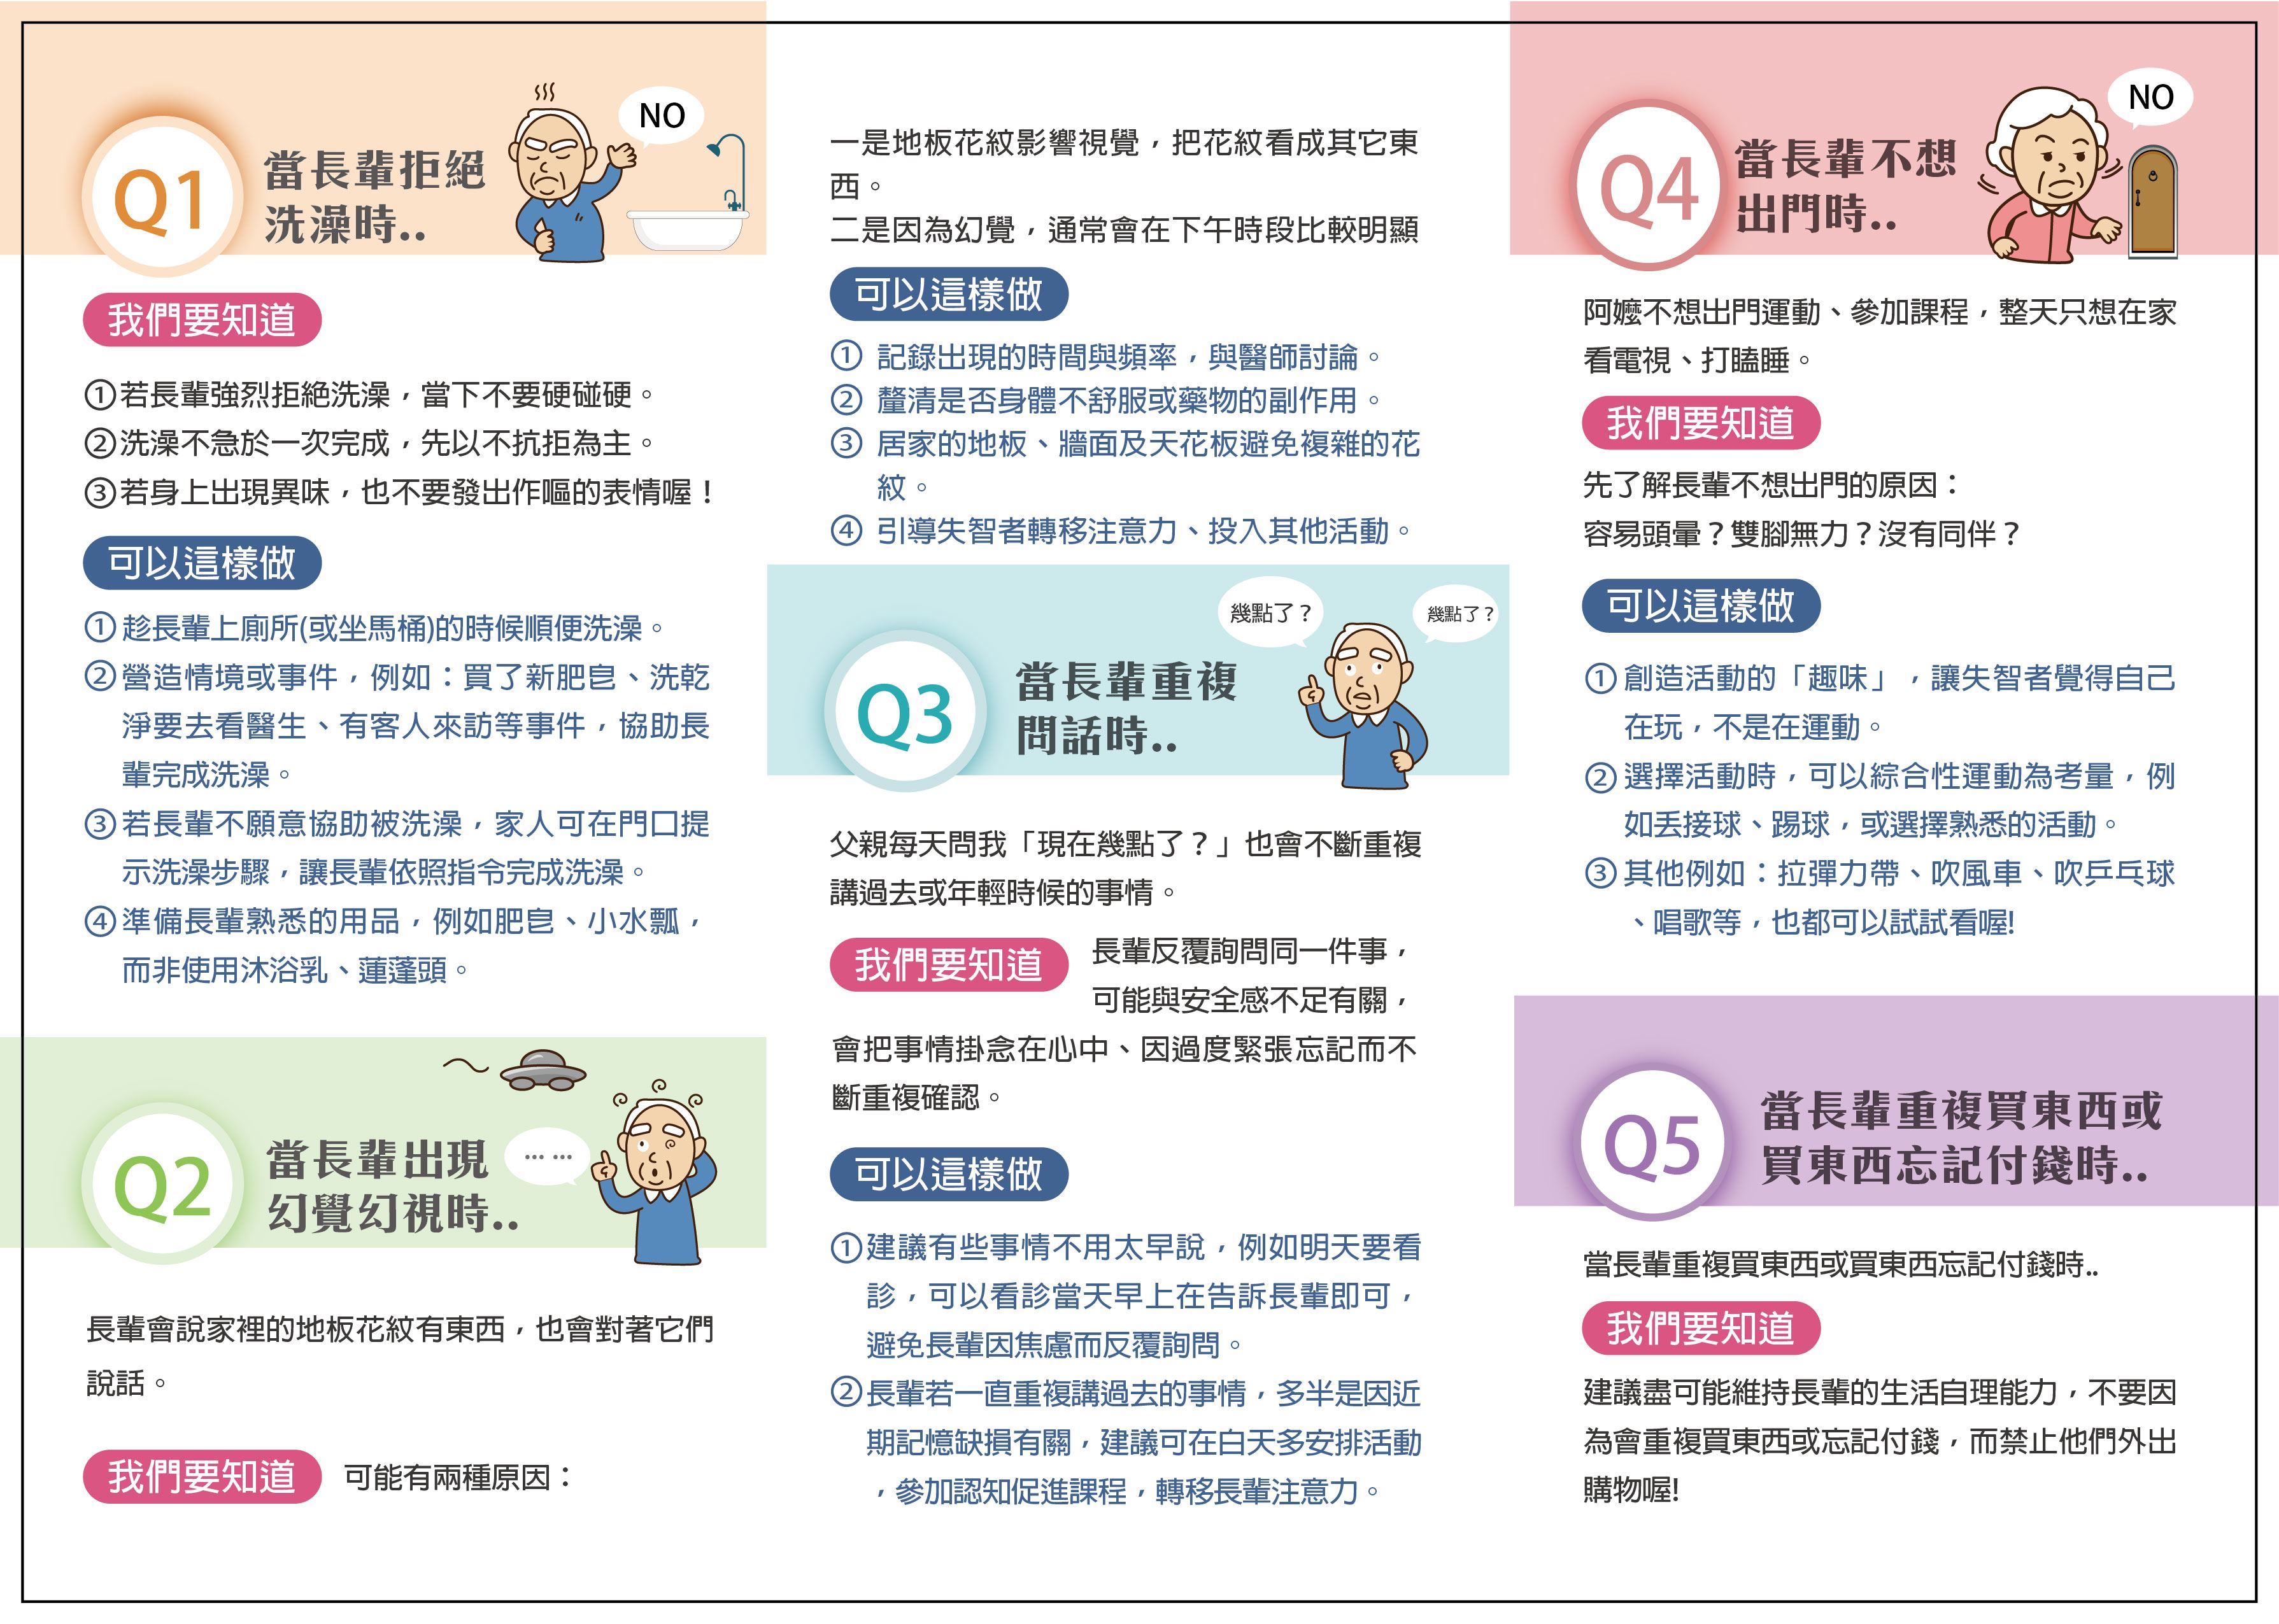 Q1
當長輩拒絕
洗澡時..
NO
我們要知道
①若長輩強烈拒絕洗澡，當下不要硬碰硬。
②洗澡不急於一次完成，先以不抗拒為主。
③若身上出現異味，也不要發出作嘔的表情喔！
可以這樣做
①趁長輩上廁所(或坐馬桶)的時候順便洗澡。
②營造情境或事件，例如：買了新肥皂、洗乾
淨要去看醫生、有客人來訪等事件，協助長
輩完成洗澡。
③若長輩不願意協助被洗澡，家人可在門口提
示洗澡步驟，讓長輩依照指令完成洗澡。
④準備長輩熟悉的用品，例如肥皂、小水瓢，
而非使用沐浴乳、蓮蓬頭。
Q2
當長輩出現
幻覺幻視時..
... ...
長輩會說家裡的地板花紋有東西，也會對著它們
說話。
我們要知道 可能有兩種原因：
一是地板花紋影響視覺，把花紋看成其它東
西。
二是因為幻覺，通常會在下午時段比較明顯
可以這樣做
① 記錄出現的時間與頻率，與醫師討論。
② 釐清是否身體不舒服或藥物的副作用。
③ 居家的地板、牆面及天花板避免複雜的花
紋。
④ 引導失智者轉移注意力、投入其他活動。
Q3
當長輩重複
問話時..
幾點了？
幾點了？
父親每天問我「現在幾點了？」也會不斷重複
講過去或年輕時候的事情。
我們要知道 長輩反覆詢問同一件事，
可能與安全感不足有關，
會把事情掛念在心中、因過度緊張忘記而不
斷重複確認。
可以這樣做
①建議有些事情不用太早說，例如明天要看
診，可以看診當天早上在告訴長輩即可，
避免長輩因焦慮而反覆詢問。
②長輩若一直重複講過去的事情，多半是因近
期記憶缺損有關，建議可在白天多安排活動
，參加認知促進課程，轉移長輩注意力。
Q4
當長輩不想
出門時..
NO
阿嬤不想出門運動、參加課程，整天只想在家
看電視、打瞌睡。
我們要知道
先了解長輩不想出門的原因：
容易頭暈？雙腳無力？沒有同伴？
可以這樣做
①創造活動的「趣味」，讓失智者覺得自己
在玩，不是在運動。
②選擇活動時，可以綜合性運動為考量，例
如丟接球、踢球，或選擇熟悉的活動。
③其他例如：拉彈力帶、吹風車、吹乒乓球
、唱歌等，也都可以試試看喔!
Q5
當長輩重複買東西或
買東西忘記付錢時..
當長輩重複買東西或買東西忘記付錢時..
我們要知道
建議盡可能維持長輩的生活自理能力，不要因
為會重複買東西或忘記付錢，而禁止他們外出
購物喔!